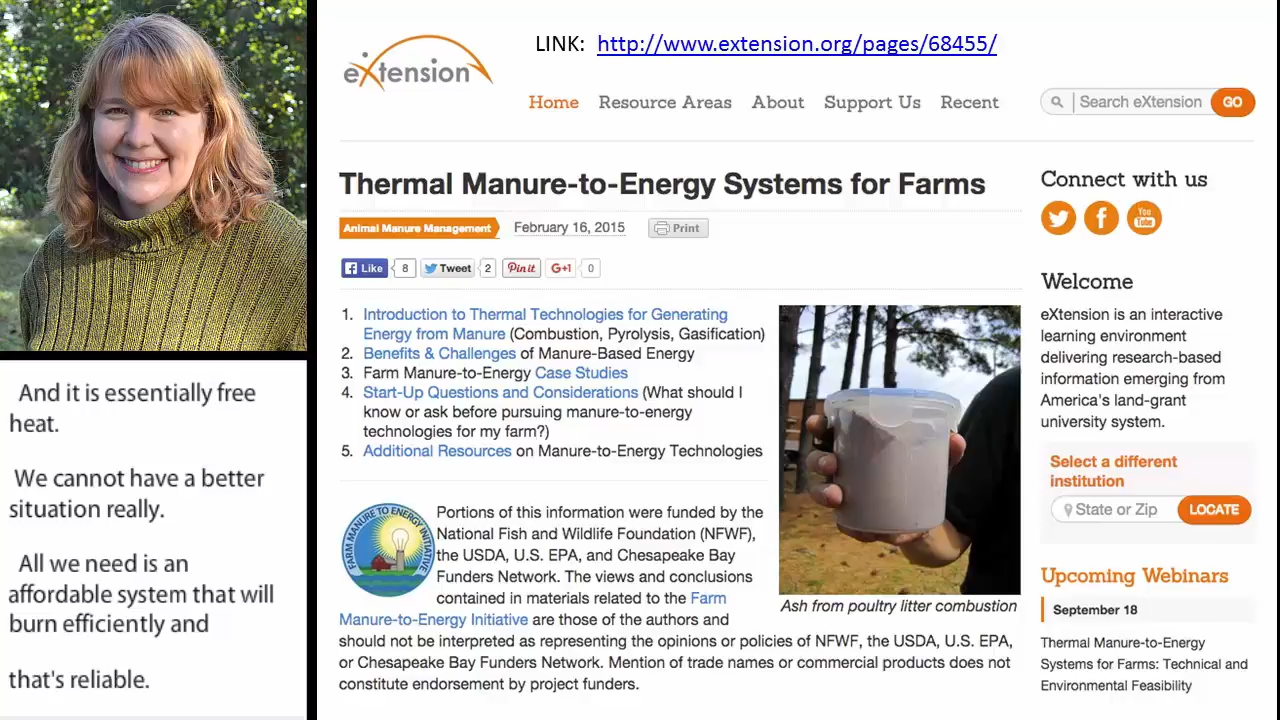 LINK: http://www.extension.org/pages/68455/
eXtension
Home Resource Areas About Support Us Recent
Search eXtension GO
Thermal Manure-to-Energy Systems for Farms
Animal Manure Management February 16, 2015 Print
Like 8 Tweet 2 Pin it G+1 0
1. Introduction to Thermal Technologies for Generating
Energy from Manure (Combustion, Pyrolysis, Gasification)
2. Benefits & Challenges of Manure-Based Energy
3. Farm Manure-to-Energy Case Studies
4. Start-Up Questions and Considerations (What should I
know or ask before pursuing manure-to-energy
technologies for my farm?)
5. Additional Resources on Manure-to-Energy Technologies
FARM MANURE TO ENERGY INITIATIVE
Portions of this information were funded by the
National Fish and Wildlife Foundation (NFWF),
the USDA, U.S. EPA, and Chesapeake Bay
Funders Network. The views and conclusions
contained in materials related to the Farm
Manure-to-Energy Initiative are those of the authors and
should not be interpreted as representing the opinions or policies of NFWF, the USDA, U.S. EPA,
or Chesapeake Bay Funders Network. Mention of trade names or commercial products does not
constitute endorsement by project funders.
Ash from poultry litter combustion
Connect with us
You
Tube
Welcome
eXtension is an interactive
learning environment
delivering research-based
information emerging from
America's land-grant
university system.
Select a different
institution
State or Zip LOCATE
Upcoming Webinars
September 18
Thermal Manure-to-Energy
Systems for Farms: Technical and
Environmental Feasibility
And it is essentially free
heat.
We cannot have a better
situation really.
All we need is an
affordable system that will
burn efficiently and
that's reliable.